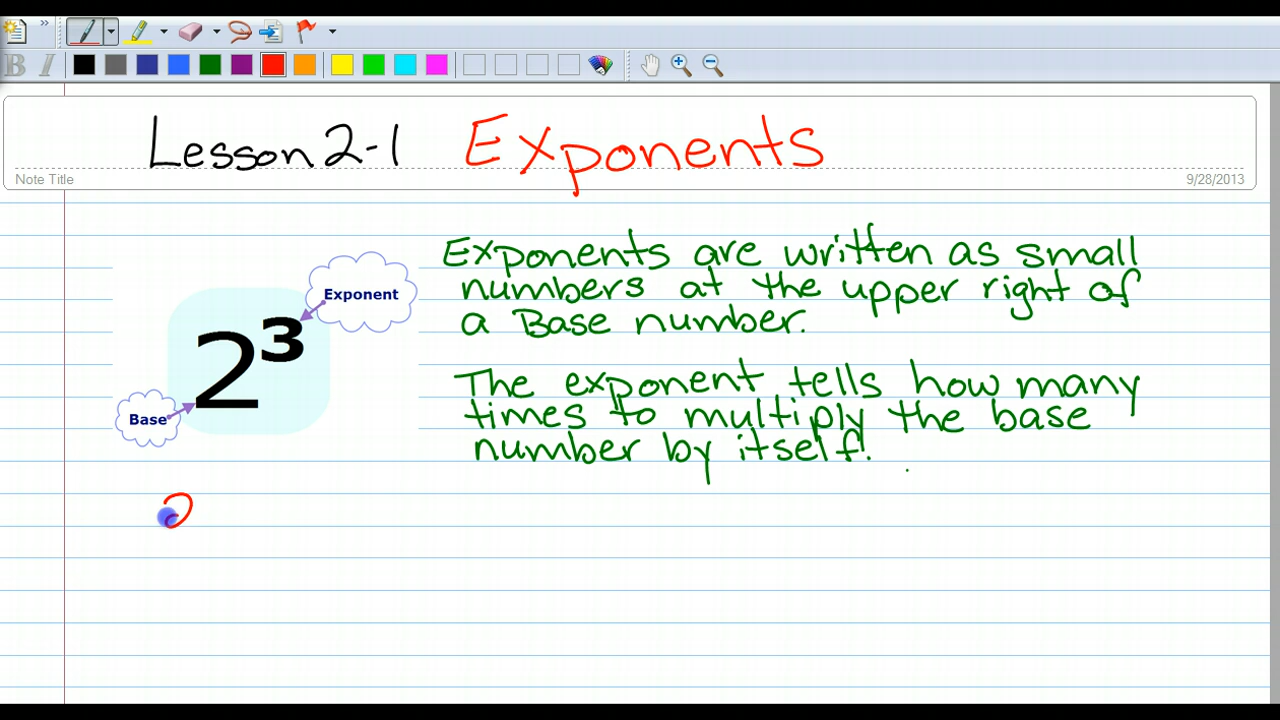 B I
Lesson 2-1 Exponents
Note Title
9/28/2013
Exponent
2³
Base
Exponents are written as small
numbers at the upper right of
a Base number.
The exponent tells how many
times to multiply the base
number by itself.
2